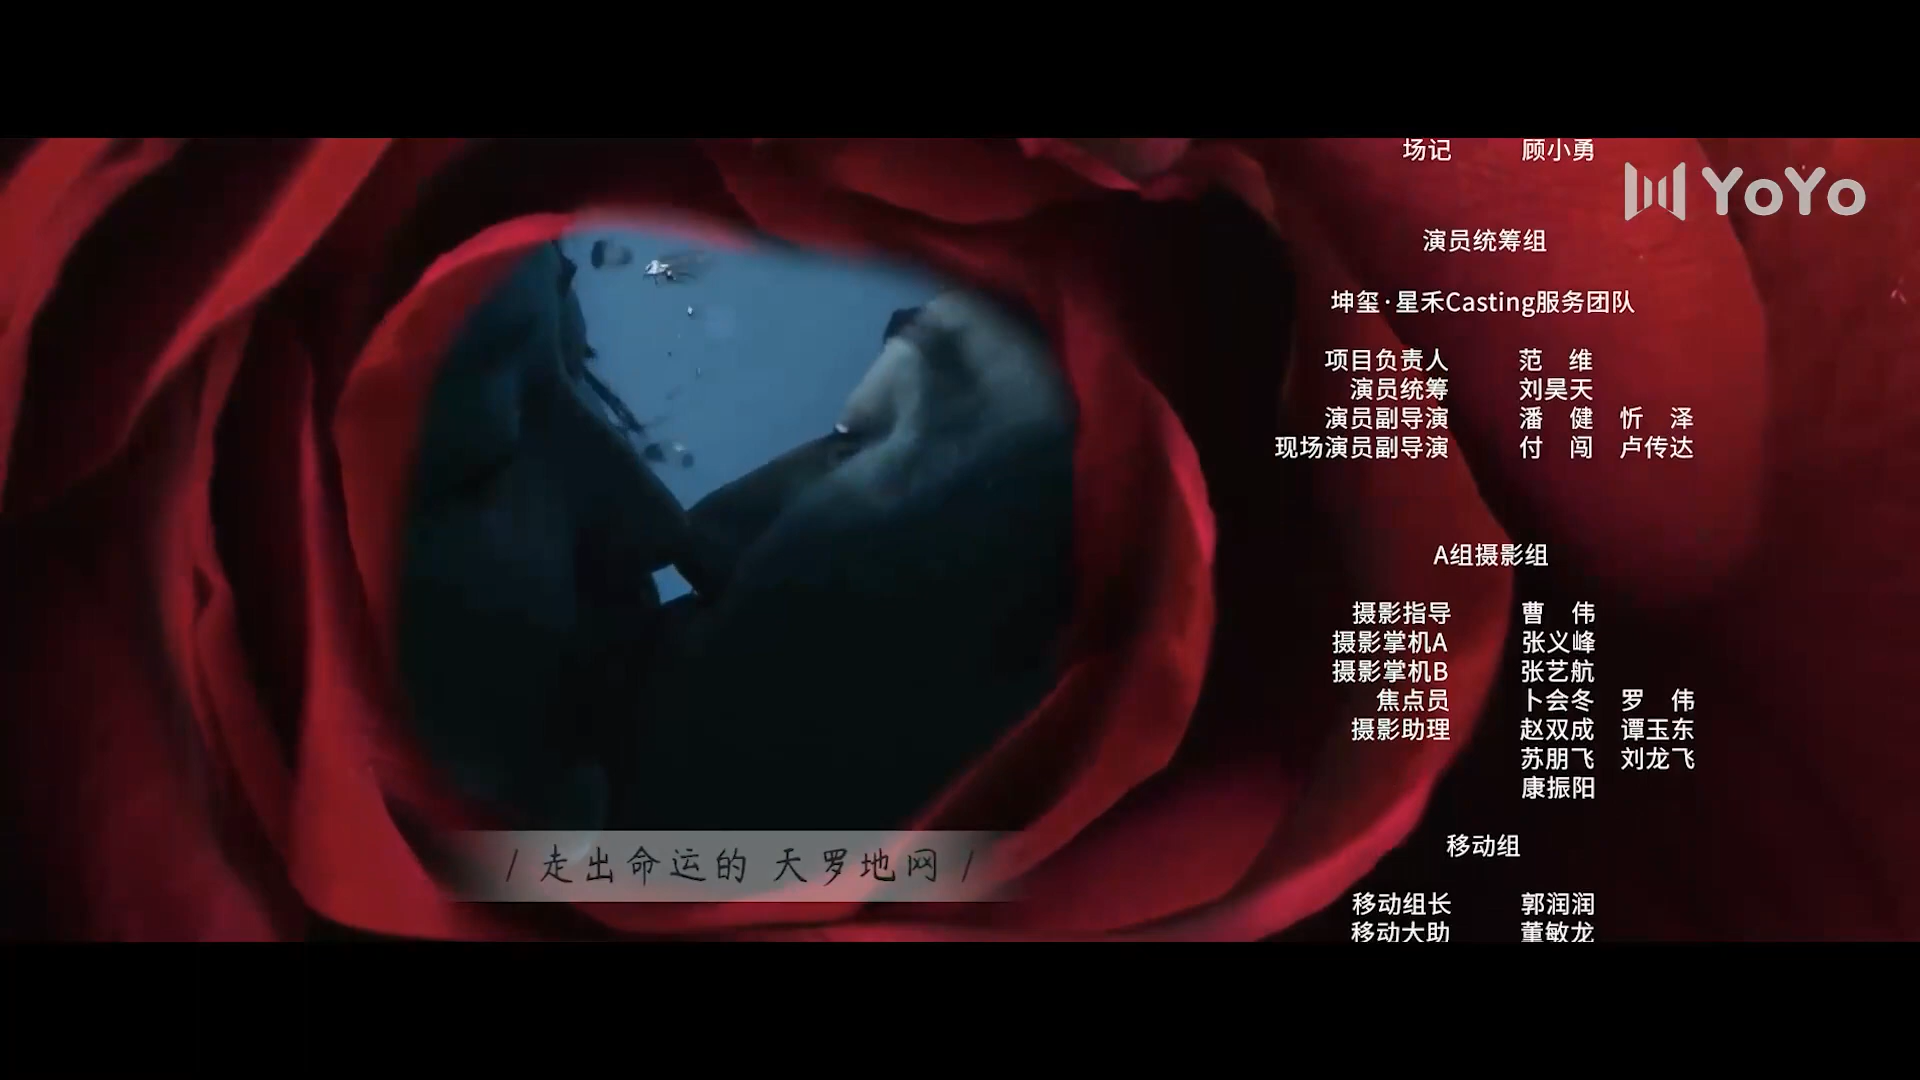 场记 顾小勇
YoYo
演员统筹组
坤玺·星禾Casting服务团队
项目负责人 范 维
演员统筹 刘昊天
演员副导演 潘 健 忻 泽
现场演员副导演 付 闯 卢传达
A组摄影组
摄影指导 曹 伟
摄影掌机A 张义峰
摄影掌机B 张艺航
焦点员 卜会冬 罗 伟
摄影助理 赵双成 谭玉东
苏朋飞 刘龙飞
康振阳
移动组
移动组长 郭润润
移动大助 董敏龙
/ 走出命运的 天罗地网 /